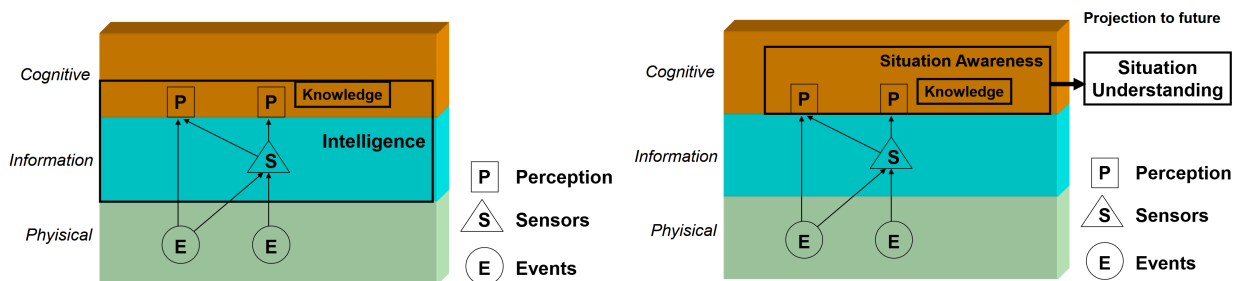 Cognitive
P
P
Knowledge
Intelligence
Information
S
P Perception
S Sensors
Phyisical
E
E
E Events
Projection to future
Situation Awareness
Cognitive
P
P
Knowledge
Situation
Understanding
Information
S
P Perception
S Sensors
Phyisical
E
E
E Events